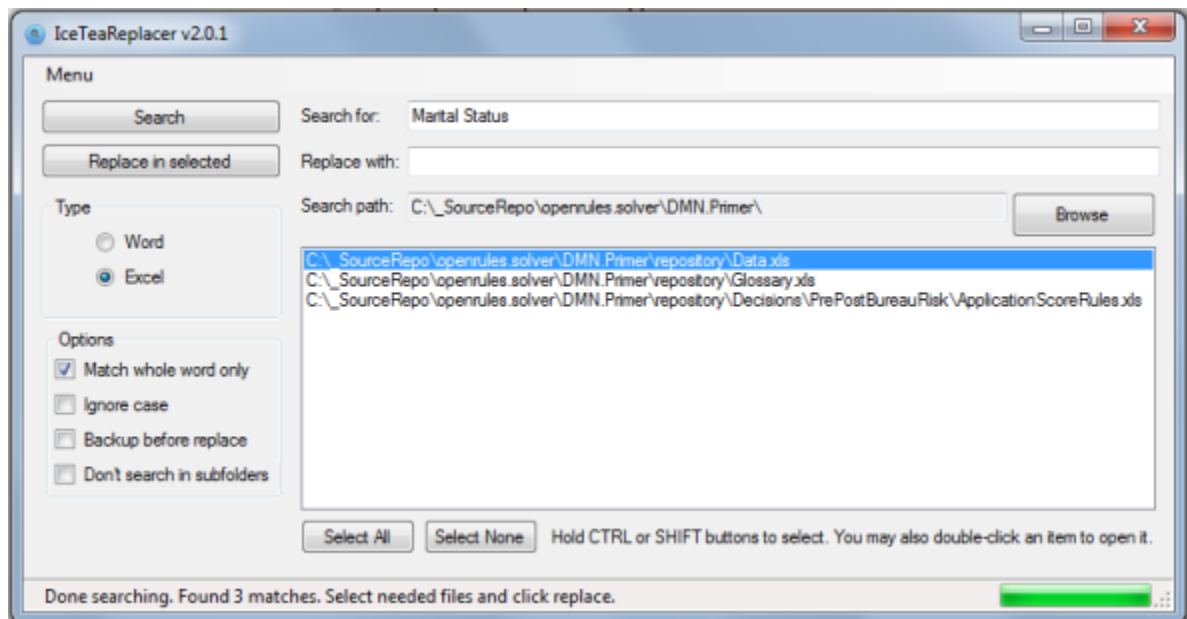 IceTeaReplacer v2.0.1
Menu
Search
Search for: Marital Status
Replace in selected
Replace with:
Search path: C:\_SourceRepo\openrules.solver\DMN.Primer\
Browse
Type
Word
Excel
C:\_SourceRepo\openrules.solver\DMN.Primer\repository\Data.xls
C:\_SourceRepo\openrules.solver\DMN.Primer\repository\Glossary.xls
C:\_SourceRepo\openrules.solver\DMN.Primer\repository\Decisions\PrePostBureauRisk\ApplicationScoreRules.xls
Options
Match whole word only
Ignore case
Backup before replace
Don't search in subfolders
Select All
Select None
Hold CTRL or SHIFT buttons to select. You may also double-click an item to open it.
Done searching. Found 3 matches. Select needed files and click replace.